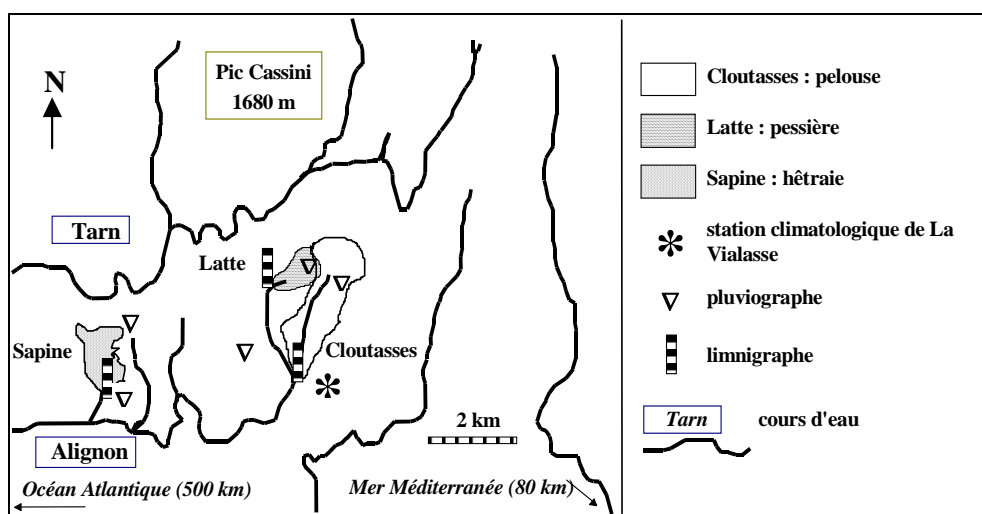 N
Pic Cassini
1680 m
Tarn
Latte
Sapine
Cloutasses
2 km
Alignon
Océan Atlantique (500 km)
Mer Méditerranée (80 km)
Cloutasses : pelouse
Latte : pessière
Sapine : hêtraie
station climatologique de La
Vialasse
pluviographe
limnigraphe
Tarn
cours d'eau